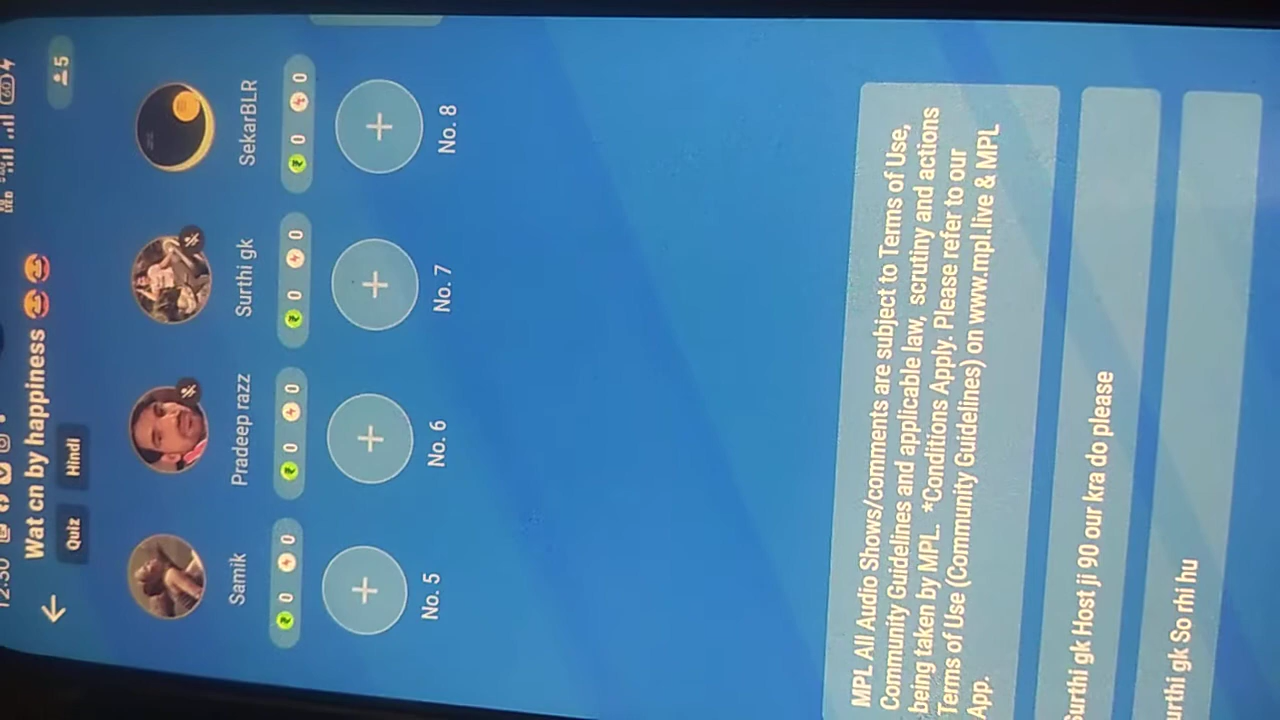 12:30
60
Wat cn by happiness
5
Quiz Hindi
Samik Pradeep razz Surthi gk SekarBLR
0 0 0 0 0 0 0 0
No. 5 No. 6 No. 7 No. 8
MPL All Audio Shows/comments are subject to Terms of Use,
Community Guidelines and applicable law, scrutiny and actions
being taken by MPL. *Conditions Apply. Please refer to our
Terms of Use (Community Guidelines) on www.mpl.live & MPL
App.
Surthi gk Host ji 90 our kra do please
urthi gk So rhi hu